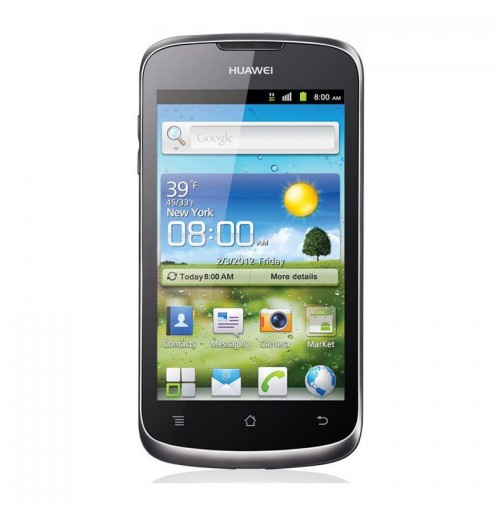 HUAWEI
3G
8:00 AM
Google
39°F
45/33°F
New York
08:00 AM
2/3/2012 Friday
Today 8:00 AM More details
Contacts Messaging Camera Market
@